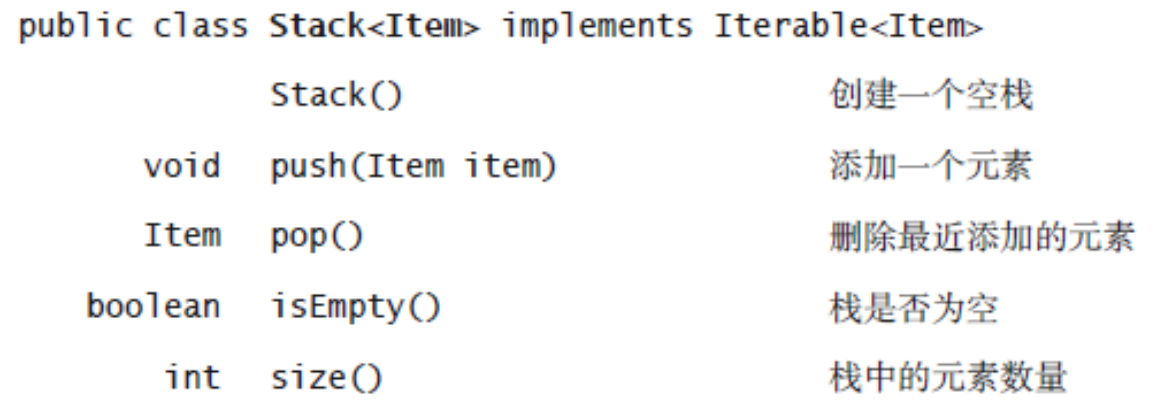 public class Stack<Item> implements Iterable<Item>
Stack() 创建一个空栈
void push(Item item) 添加一个元素
Item pop() 删除最近添加的元素
boolean isEmpty() 栈是否为空
int size() 栈中的元素数量